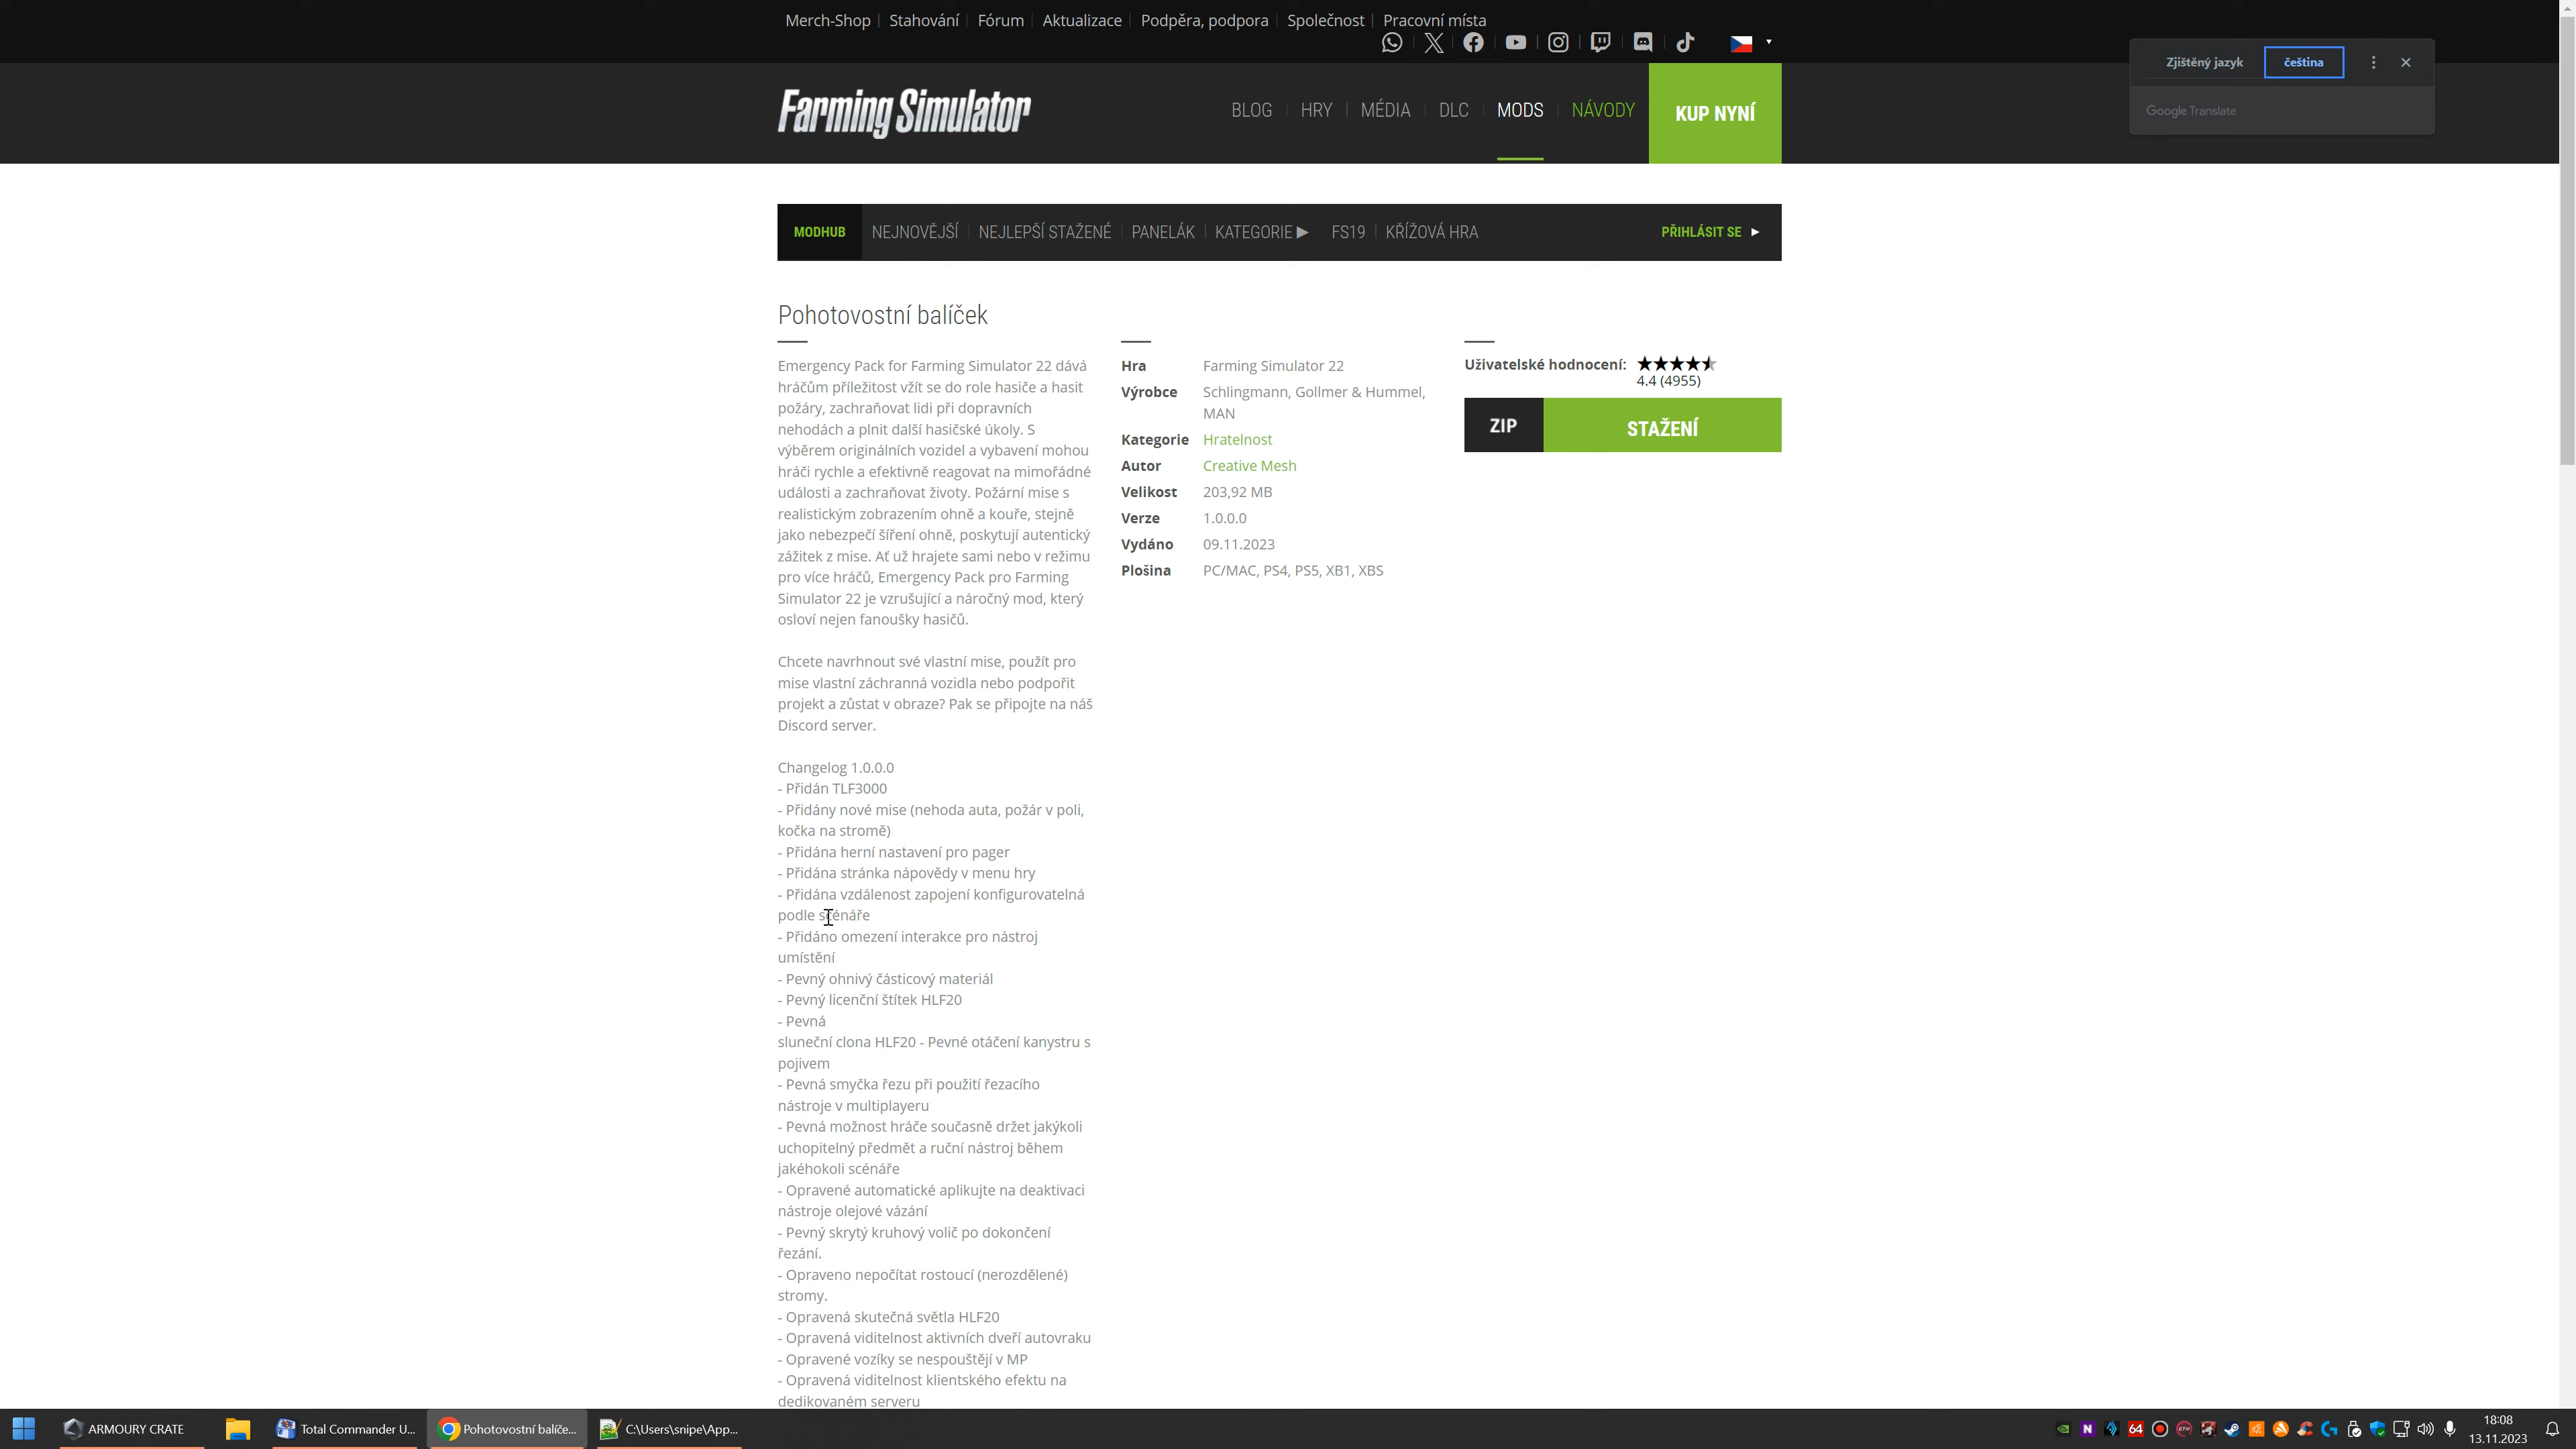 Merch-Shop Stahování Fórum Aktualizace Podpěra, podpora Společnost Pracovní místa
Zjištěný jazyk čeština
Google Translate
Farming Simulator
BLOG HRY MÉDIA DLC MODS NÁVODY KUP NYNÍ
MODHUB NEJNOVĚJŠÍ NEJLEPŠÍ STAŽENÉ PANELÁK KATEGORIE FS19 KŘÍŽOVÁ HRA PŘIHLÁSIT SE
Pohotovostní balíček
Emergency Pack for Farming Simulator 22 dává
hráčům příležitost vžít se do role hasiče a hasit
požáry, zachraňovat lidi při dopravních
nehodách a plnit další hasičské úkoly. S
výběrem originálních vozidel a vybavení mohou
hráči rychle a efektivně reagovat na mimořádné
události a zachraňovat životy. Požární mise s
realistickým zobrazením ohně a kouře, stejně
jako nebezpečí šíření ohně, poskytují autentický
zážitek z mise. Ať už hrajete sami nebo v režimu
pro více hráčů, Emergency Pack pro Farming
Simulator 22 je vzrušující a náročný mod, který
osloví nejen fanoušky hasičů.
Chcete navrhnout své vlastní mise, použít pro
mise vlastní záchranná vozidla nebo podpořit
projekt a zůstat v obraze? Pak se připojte na náš
Discord server.
Changelog 1.0.0.0
- Přidán TLF3000
- Přidány nové mise (nehoda auta, požár v poli,
kočka na stromě)
- Přidána herní nastavení pro pager
- Přidána stránka nápovědy v menu hry
- Přidána vzdálenost zapojení konfigurovatelná
podle scénáře
- Přidáno omezení interakce pro nástroj
umístění
- Pevný ohnivý částicový materiál
- Pevný licenční štítek HLF20
- Pevná
sluneční clona HLF20 - Pevné otáčení kanystru s
pojivem
- Pevná smyčka řezu při použití řezacího
nástroje v multiplayeru
- Pevná možnost hráče současně držet jakýkoli
uchopitelný předmět a ruční nástroj během
jakéhokoli scénáře
- Opravené automatické aplikujte na deaktivaci
nástroje olejové vázání
- Pevný skrytý kruhový volič po dokončení
řezání.
- Opraveno nepočítat rostoucí (nerozdělené)
stromy.
- Opravená skutečná světla HLF20
- Opravená viditelnost aktivních dveří autovraku
- Opravené vozíky se nespouštějí v MP
- Opravená viditelnost klientského efektu na
dedikovaném serveru
Hra Farming Simulator 22
Výrobce Schlingmann, Gollmer & Hummel,
MAN
Kategorie Hratelnost
Autor Creative Mesh
Velikost 203,92 MB
Verze 1.0.0.0
Vydáno 09.11.2023
Plošina PC/MAC, PS4, PS5, XB1, XBS
Uživatelské hodnocení:
4.4 (4955)
ZIP STAŽENÍ
ARMOURY CRATE Total Commander U... Pohotovostní balíče... C:\Users\snipe\App... 64 18:08
13.11.2023